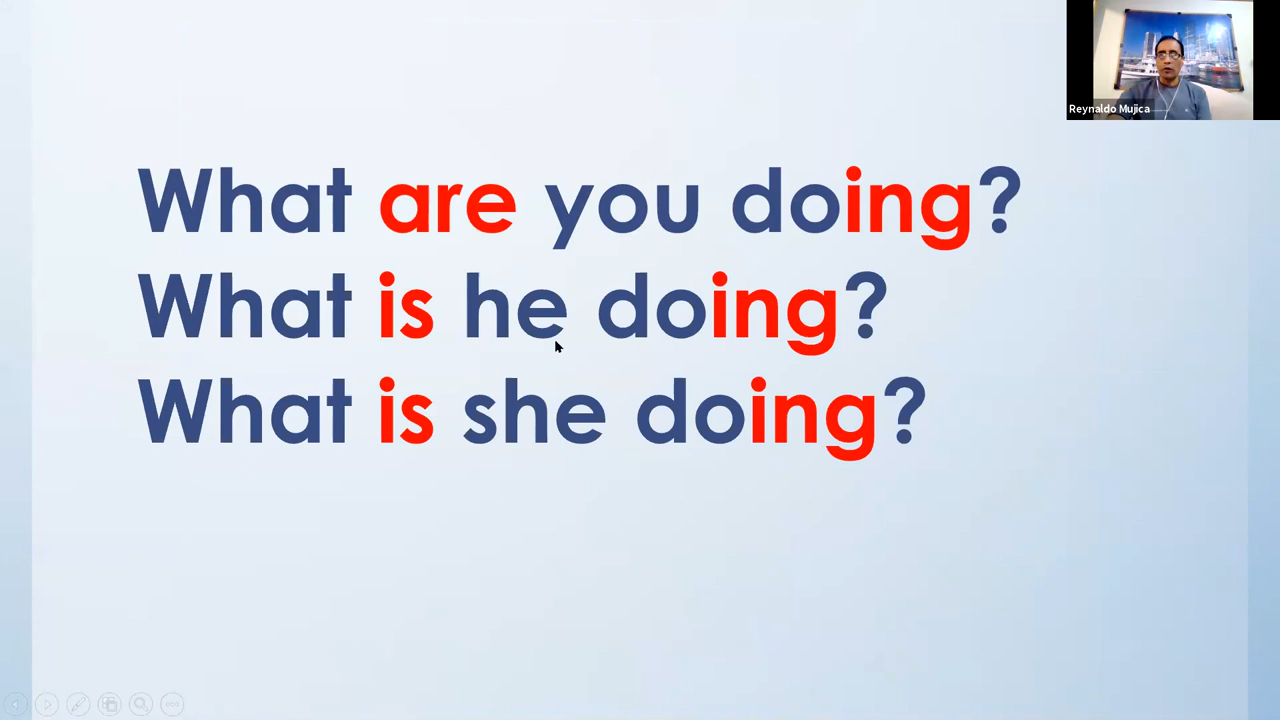 Reynaldo Mujica
What are you doing?
What is he doing?
What is she doing?